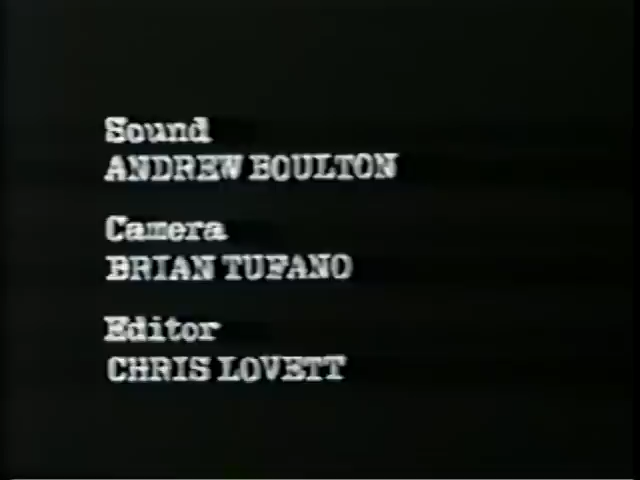 Sound
ANDREW BOULTON
Camera
BRIAN TUFANO
Editor
CHRIS LOVETT